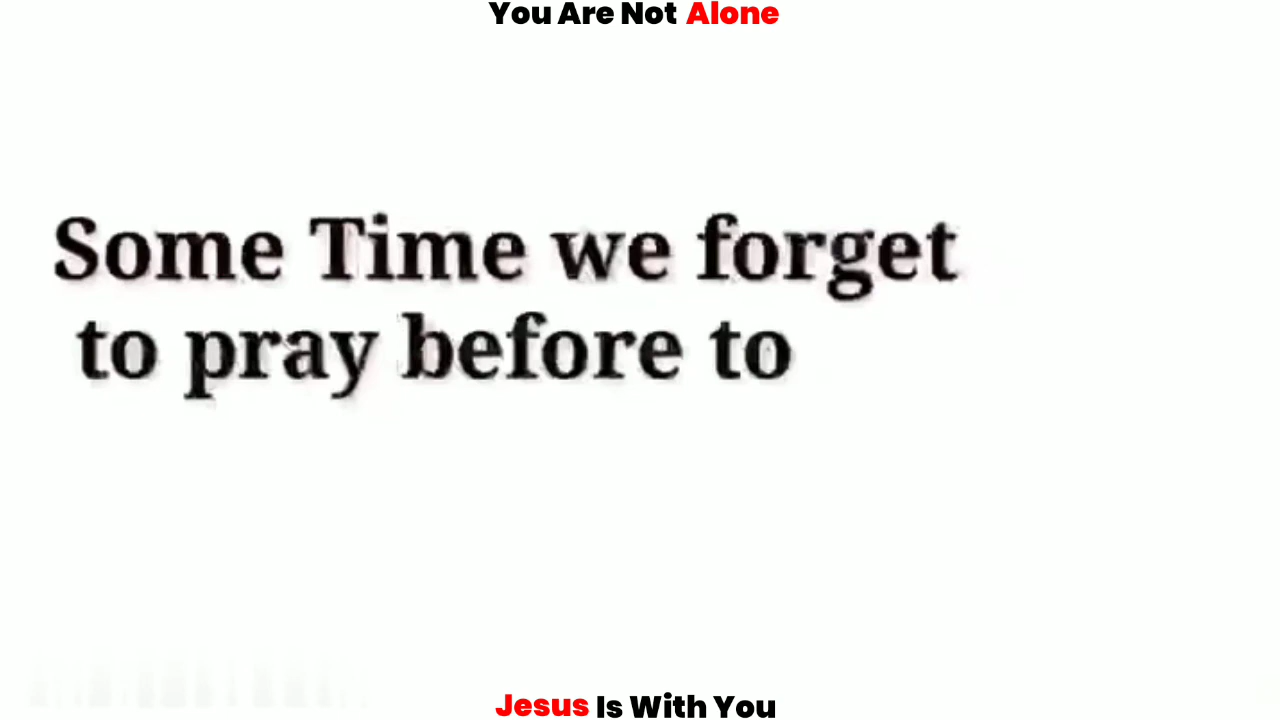 You Are Not Alone
Some Time we forget
to pray before to
Jesus Is With You